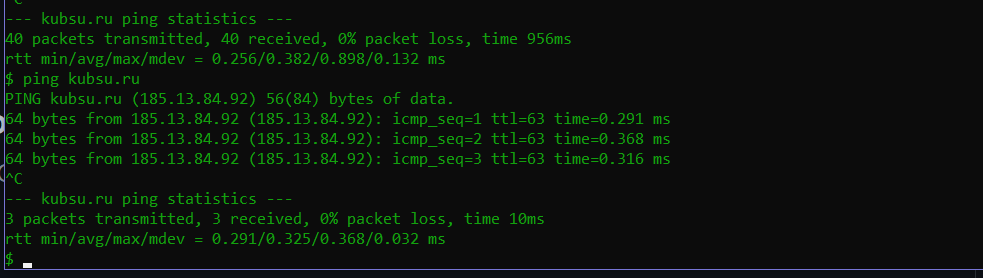 ^C
--- kubsu.ru ping statistics ---
40 packets transmitted, 40 received, 0% packet loss, time 956ms
rtt min/avg/max/mdev = 0.256/0.382/0.898/0.132 ms
$ ping kubsu.ru
PING kubsu.ru (185.13.84.92) 56(84) bytes of data.
64 bytes from 185.13.84.92 (185.13.84.92): icmp_seq=1 ttl=63 time=0.291 ms
64 bytes from 185.13.84.92 (185.13.84.92): icmp_seq=2 ttl=63 time=0.368 ms
64 bytes from 185.13.84.92 (185.13.84.92): icmp_seq=3 ttl=63 time=0.316 ms
^C
--- kubsu.ru ping statistics ---
3 packets transmitted, 3 received, 0% packet loss, time 10ms
rtt min/avg/max/mdev = 0.291/0.325/0.368/0.032 ms
$